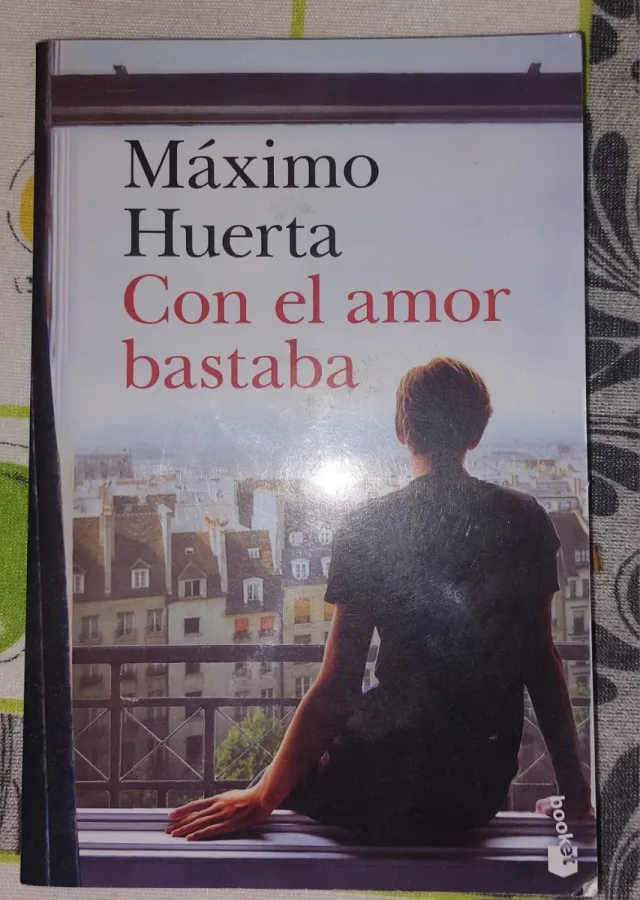 Máximo
Huerta
Con el amor
bastaba
booket